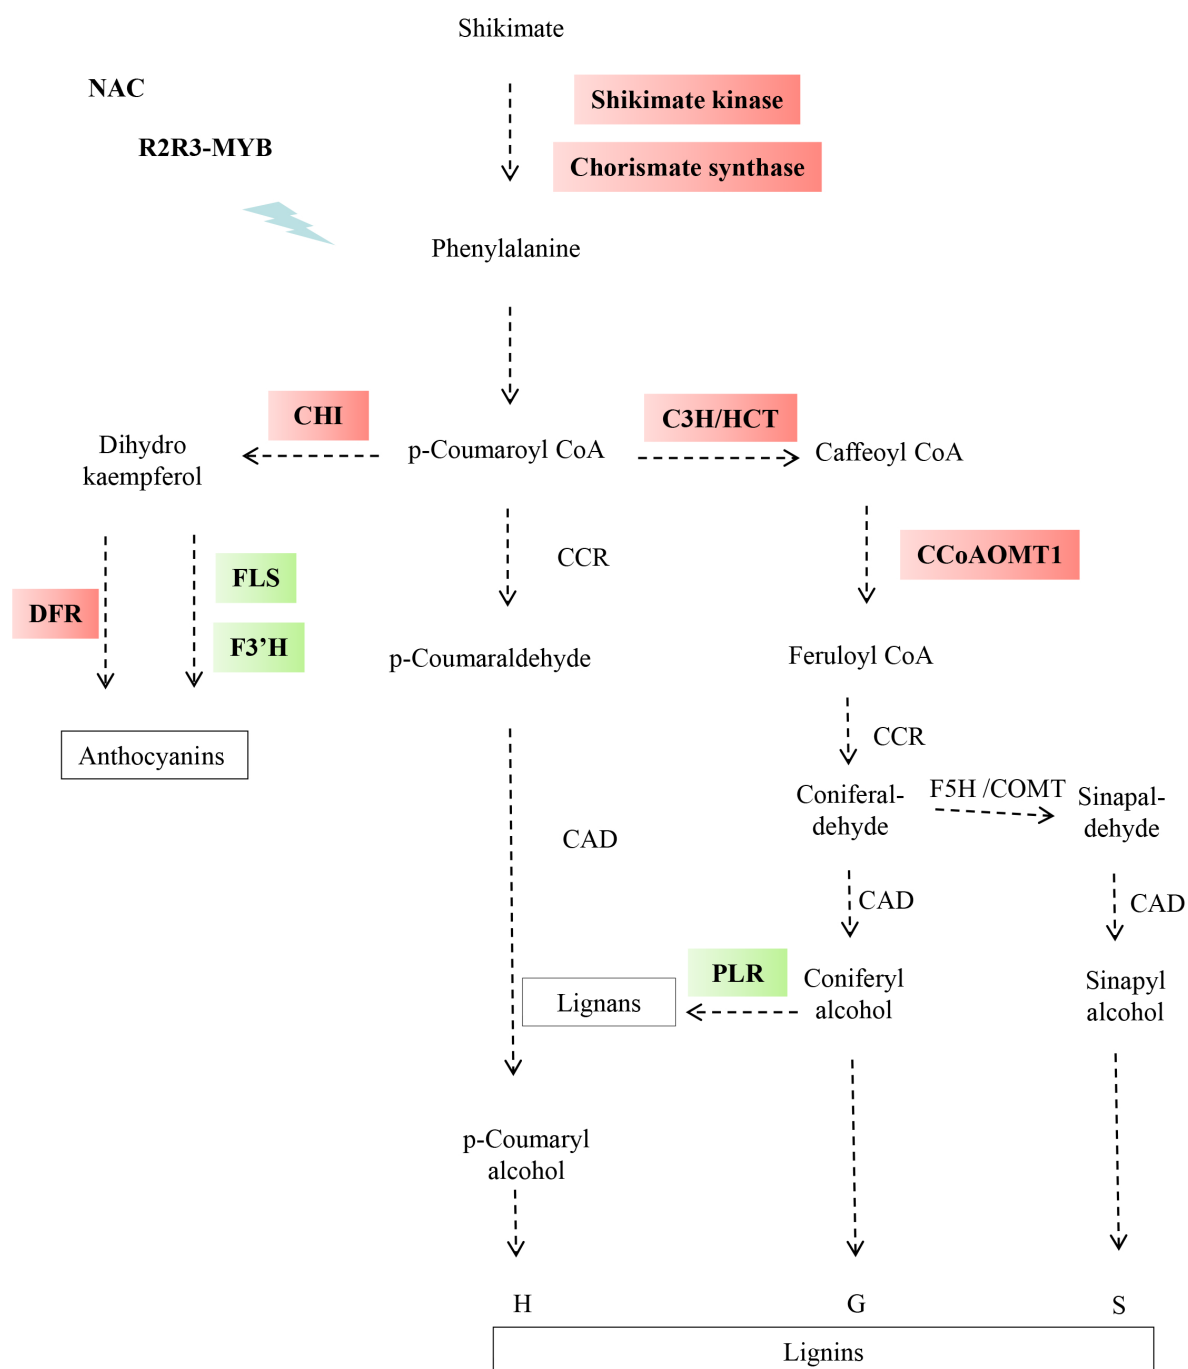 Shikimate
NAC
Shikimate kinase
R2R3-MYB
Chorismate synthase
Phenylalanine
CHI
C3H/HCT
Dihydro
kaempferol
p-Coumaroyl CoA
Caffeoyl CoA
CCR
CCoAOMT1
FLS
DFR
F3’H
p-Coumaraldehyde
Feruloyl CoA
Anthocyanins
CCR
F5H /COMT
Coniferal-
dehyde
Sinapal-
dehyde
CAD
CAD
CAD
PLR
Lignans
Coniferyl
alcohol
Sinapyl
alcohol
p-Coumaryl
alcohol
H
G
S
Lignins